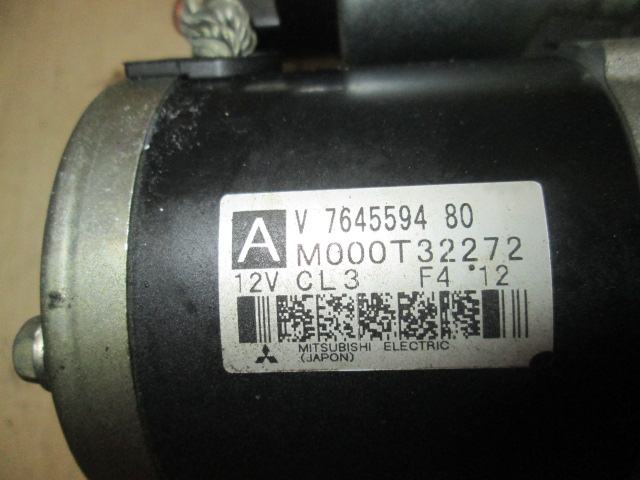 A V 7645594 80
M000T32272
12V CL3 F4 '12
MITSUBISHI ELECTRIC
(JAPON)